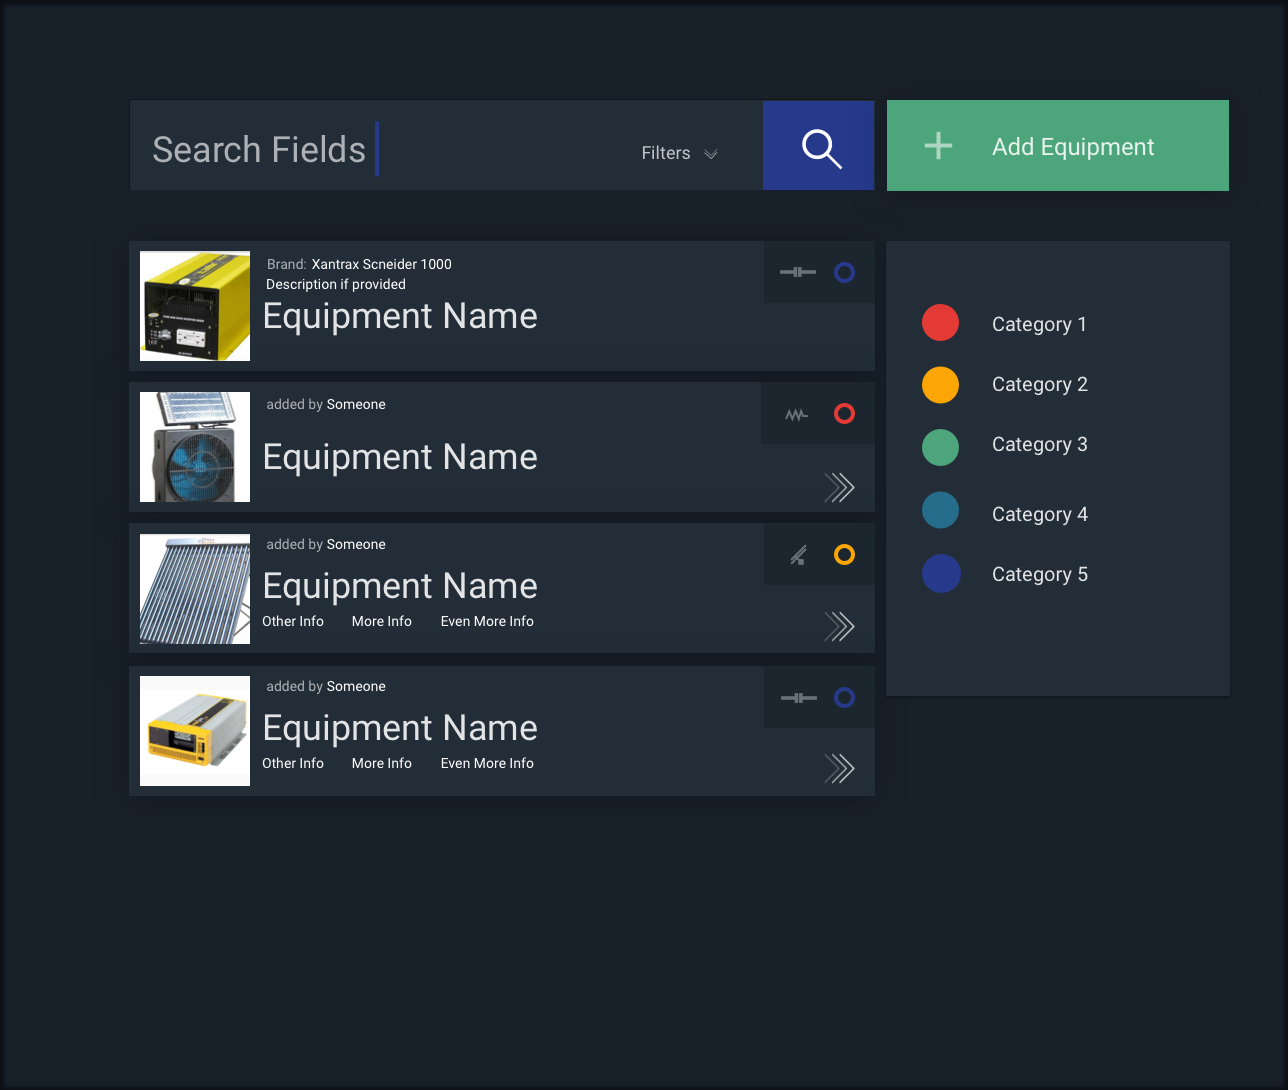 Search Fields
Filters
Add Equipment
Brand: Xantrax Scneider 1000
Description if provided
Equipment Name
added by Someone
Equipment Name
added by Someone
Equipment Name
Other Info More Info Even More Info
added by Someone
Equipment Name
Other Info More Info Even More Info
Category 1
Category 2
Category 3
Category 4
Category 5